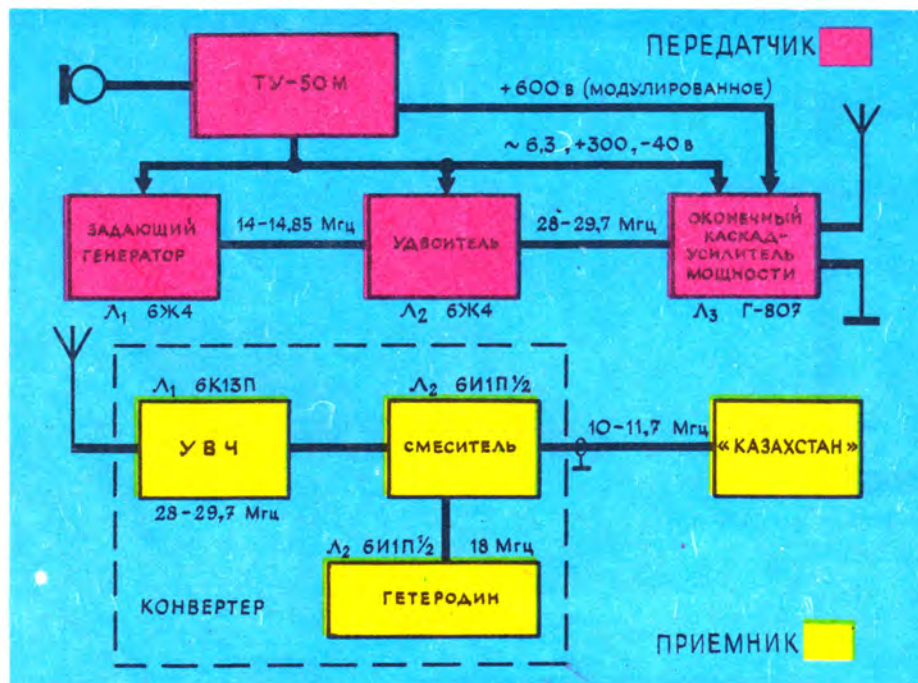 ПЕРЕДАТЧИК
ТУ-50М
+600 в (МОДУЛИРОВАННОЕ)
~ 6,3, +300, -40 в
ЗАДАЮЩИЙ
ГЕНЕРАТОР
14-14,85 Мгц
УДВОИТЕЛЬ
28-29,7 Мгц
ОКОНЕЧНЫЙ
КАСКАД-
УСИЛИТЕЛЬ
МОЩНОСТИ
Л₁ 6Ж4
Л₂ 6Ж4
Л₃ Г-807
Л₁ 6К13П
Л₂ 6И1П½
УВЧ
СМЕСИТЕЛЬ
10-11,7 Мгц
«КАЗАХСТАН»
28-29,7 Мгц
Л₂ 6И1П½ 18 Мгц
ГЕТЕРОДИН
КОНВЕРТЕР
ПРИЕМНИК